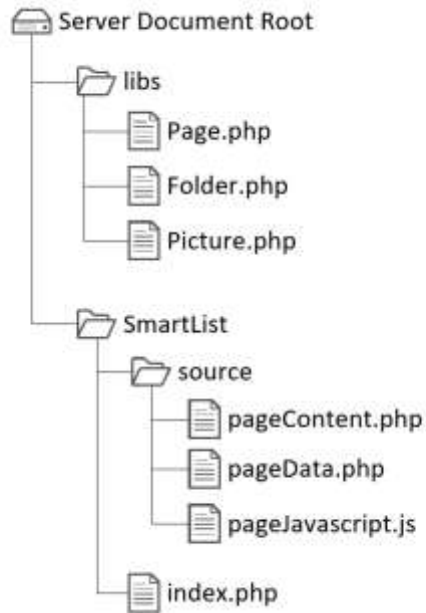 Server Document Root
libs
Page.php
Folder.php
Picture.php
SmartList
source
pageContent.php
pageData.php
pageJavascript.js
index.php